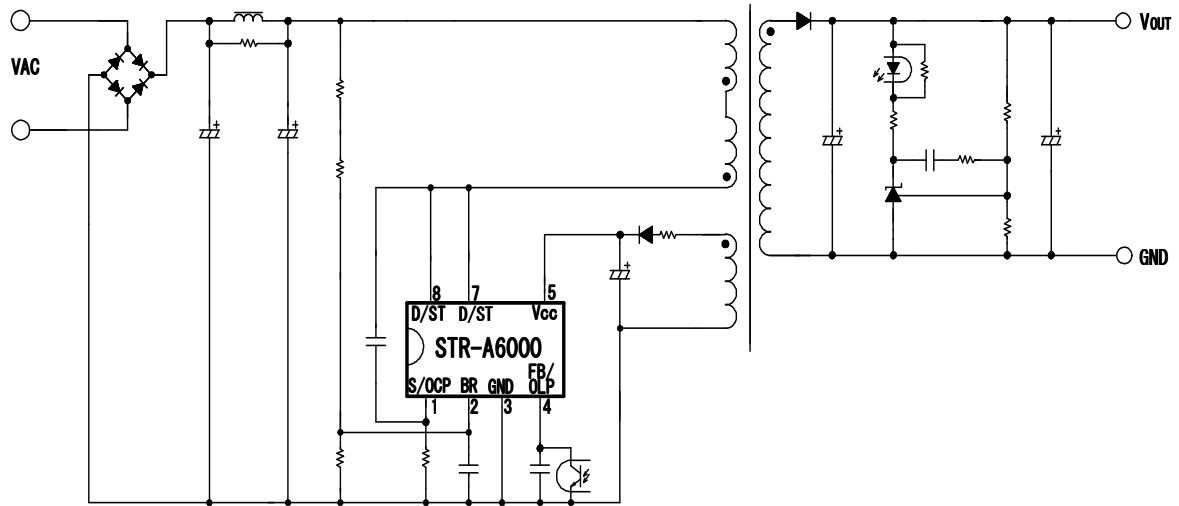 VAC
VOUT
GND
8 7 5
D/ST D/ST Vcc
STR-A6000
FB/
S/OCP BR GND OLP
1 2 3 4